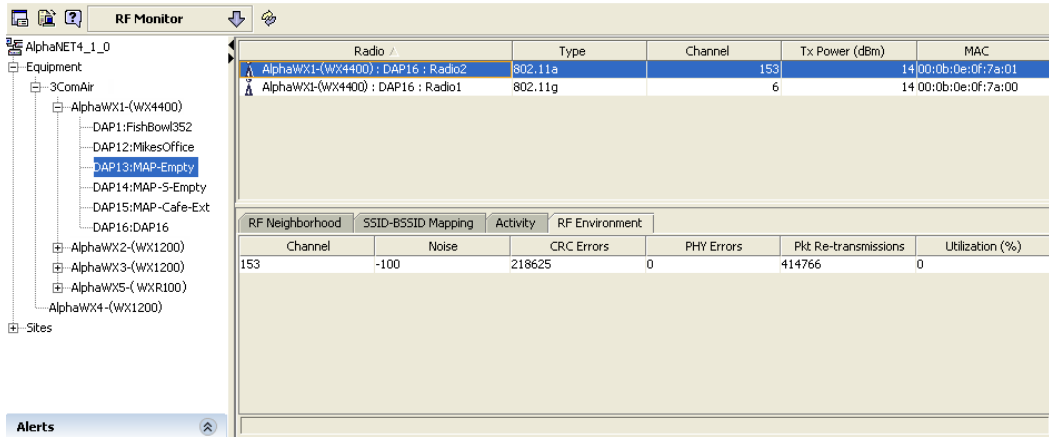 RF Monitor
AlphaNET4_1_0
Equipment
3ComAir
AlphaWX1-(WX4400)
DAP1:FishBowl352
DAP12:MikesOffice
DAP13:MAP-Empty
DAP14:MAP-S-Empty
DAP15:MAP-Cafe-Ext
DAP16:DAP16
AlphaWX2-(WX1200)
AlphaWX3-(WX1200)
AlphaWX5-( WXR100)
AlphaWX4-(WX1200)
Sites
Alerts
Radio Type Channel Tx Power (dBm) MAC
AlphaWX1-(WX4400) : DAP16 : Radio2 802.11a 153 14 00:0b:0e:0f:7a:01
AlphaWX1-(WX4400) : DAP16 : Radio1 802.11g 6 14 00:0b:0e:0f:7a:00
RF Neighborhood SSID-BSSID Mapping Activity RF Environment
Channel Noise CRC Errors PHY Errors Pkt Re-transmissions Utilization (%)
153 -100 218625 0 414766 0